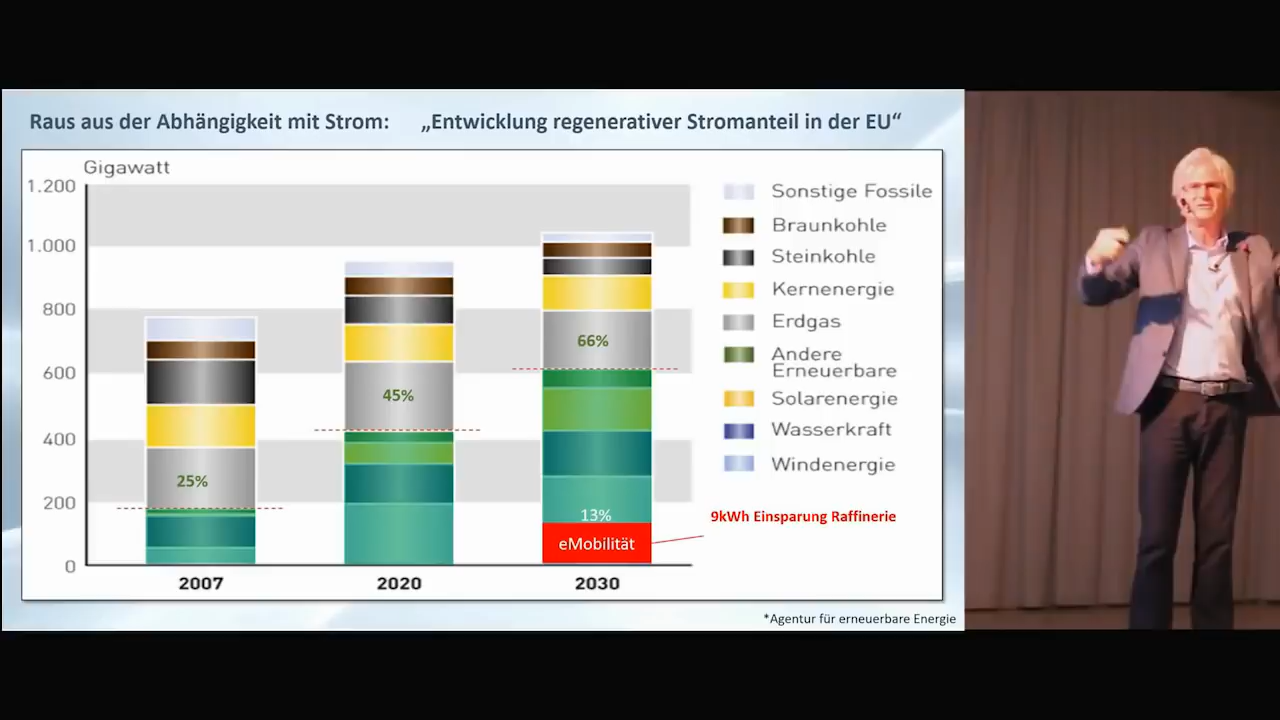 Raus aus der Abhängigkeit mit Strom: „Entwicklung regenerativer Stromanteil in der EU“
Gigawatt
1.200
1.000
800
600
400
200
0
25%
45%
66%
13%
eMobilität
2007
2020
2030
Sonstige Fossile
Braunkohle
Steinkohle
Kernenergie
Erdgas
Andere
Erneuerbare
Solarenergie
Wasserkraft
Windenergie
9kWh Einsparung Raffinerie
*Agentur für erneuerbare Energie